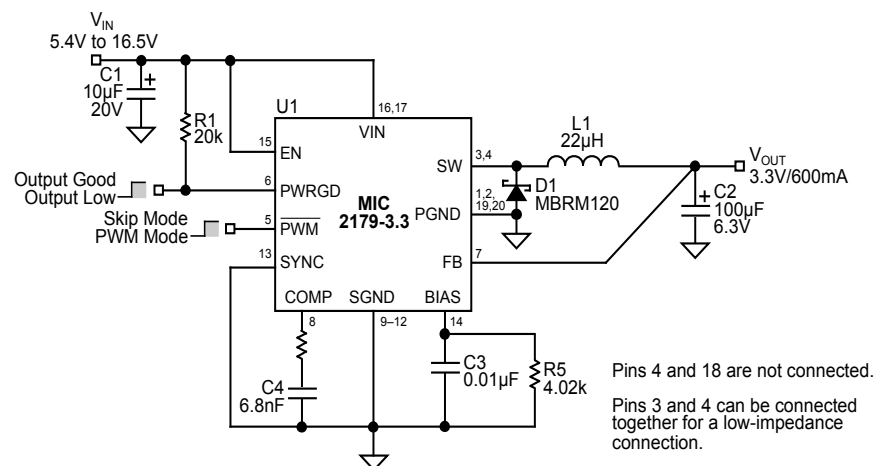 VIN
5.4V to 16.5V
C1
10µF
20V
R1
20k
U1
16,17
VIN
15
EN
6
PWRGD
5
PWM
13
SYNC
MIC
2179-3.3
SW
3,4
PGND
1,2,
19,20
FB
7
COMP
8
SGND
9–12
BIAS
14
Output Good
Output Low
Skip Mode
PWM Mode
L1
22µH
D1
MBRM120
VOUT
3.3V/600mA
C2
100µF
6.3V
C4
6.8nF
C3
0.01µF
R5
4.02k
Pins 4 and 18 are not connected.
Pins 3 and 4 can be connected
together for a low-impedance
connection.